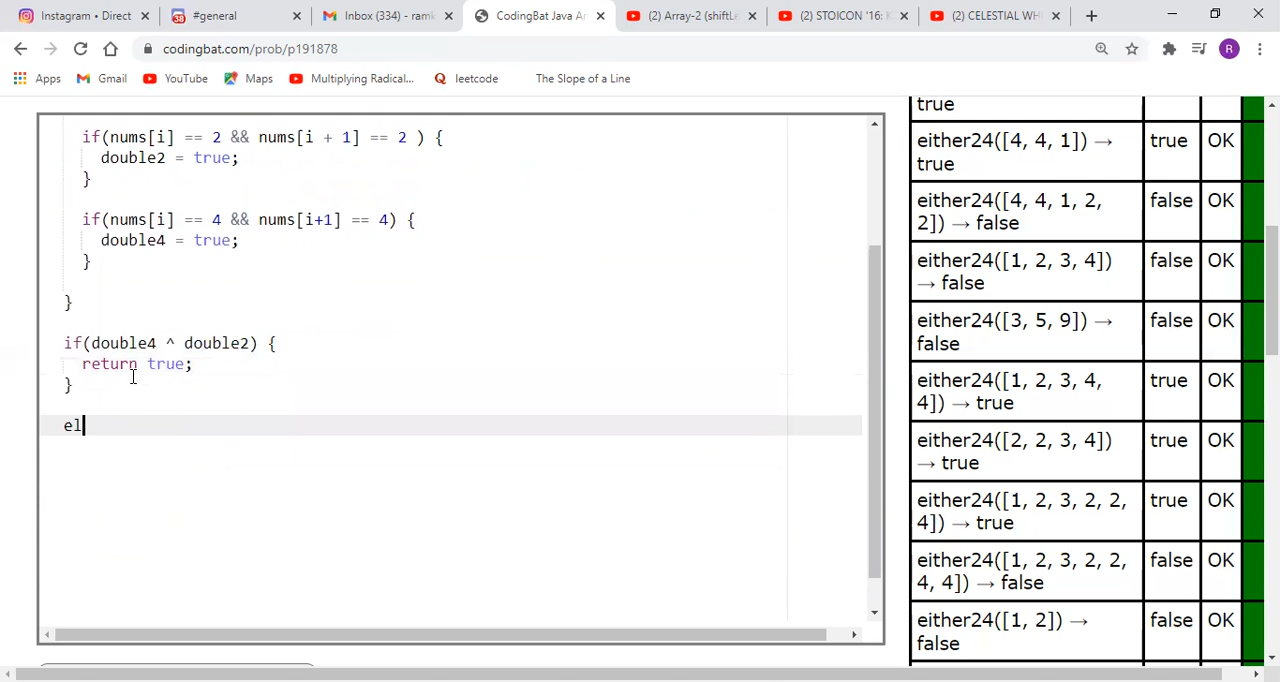 Instagram • Direct
#general
Inbox (334) - ramk
CodingBat Java Ar
(2) Array-2 (shiftLe
(2) STOICON '16: K
(2) CELESTIAL WHI
codingbat.com/prob/p191878
R
Apps
Gmail
YouTube
Maps
Multiplying Radical...
leetcode
The Slope of a Line
if(nums[i] == 2 && nums[i + 1] == 2 ) {
double2 = true;
}
if(nums[i] == 4 && nums[i+1] == 4) {
double4 = true;
}
}
if(double4 ^ double2) {
return true;
}
el
true
either24([4, 4, 1]) → true OK
true
either24([4, 4, 1, 2, false OK
2]) → false
either24([1, 2, 3, 4]) false OK
→ false
either24([3, 5, 9]) → false OK
false
either24([1, 2, 3, 4, true OK
4]) → true
either24([2, 2, 3, 4]) true OK
→ true
either24([1, 2, 3, 2, 2, true OK
4]) → true
either24([1, 2, 3, 2, 2, false OK
4, 4]) → false
either24([1, 2]) → false OK
false